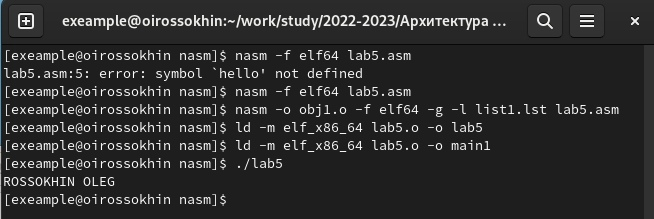 exeample@oirossokhin:~/work/study/2022-2023/Архитектура ...
[exeample@oirossokhin nasm]$ nasm -f elf64 lab5.asm
lab5.asm:5: error: symbol `hello' not defined
[exeample@oirossokhin nasm]$ nasm -f elf64 lab5.asm
[exeample@oirossokhin nasm]$ nasm -o obj1.o -f elf64 -g -l list1.lst lab5.asm
[exeample@oirossokhin nasm]$ ld -m elf_x86_64 lab5.o -o lab5
[exeample@oirossokhin nasm]$ ld -m elf_x86_64 lab5.o -o main1
[exeample@oirossokhin nasm]$ ./lab5
ROSSOKHIN OLEG
[exeample@oirossokhin nasm]$